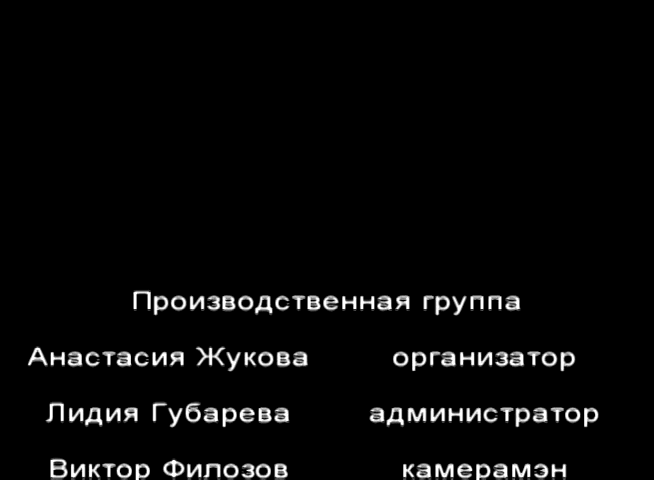 Производственная группа
Анастасия Жукова организатор
Лидия Губарева администратор
Виктор Филозов камерамэн